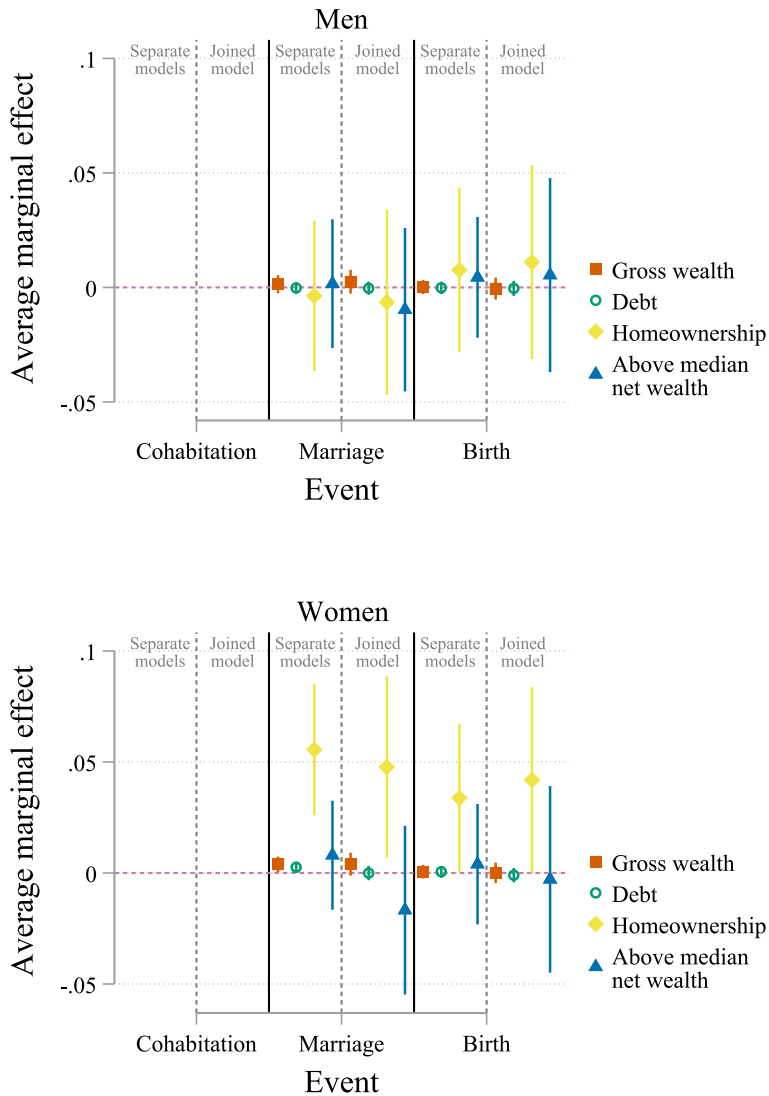 Men
Separate models
Joined model
Separate models
Joined model
Separate models
Joined model
Average marginal effect
.1
.05
0
-.05
Gross wealth
Debt
Homeownership
Above median
net wealth
Cohabitation
Marriage
Birth
Event
Women
Separate models
Joined model
Separate models
Joined model
Separate models
Joined model
Average marginal effect
.1
.05
0
-.05
Gross wealth
Debt
Homeownership
Above median
net wealth
Cohabitation
Marriage
Birth
Event